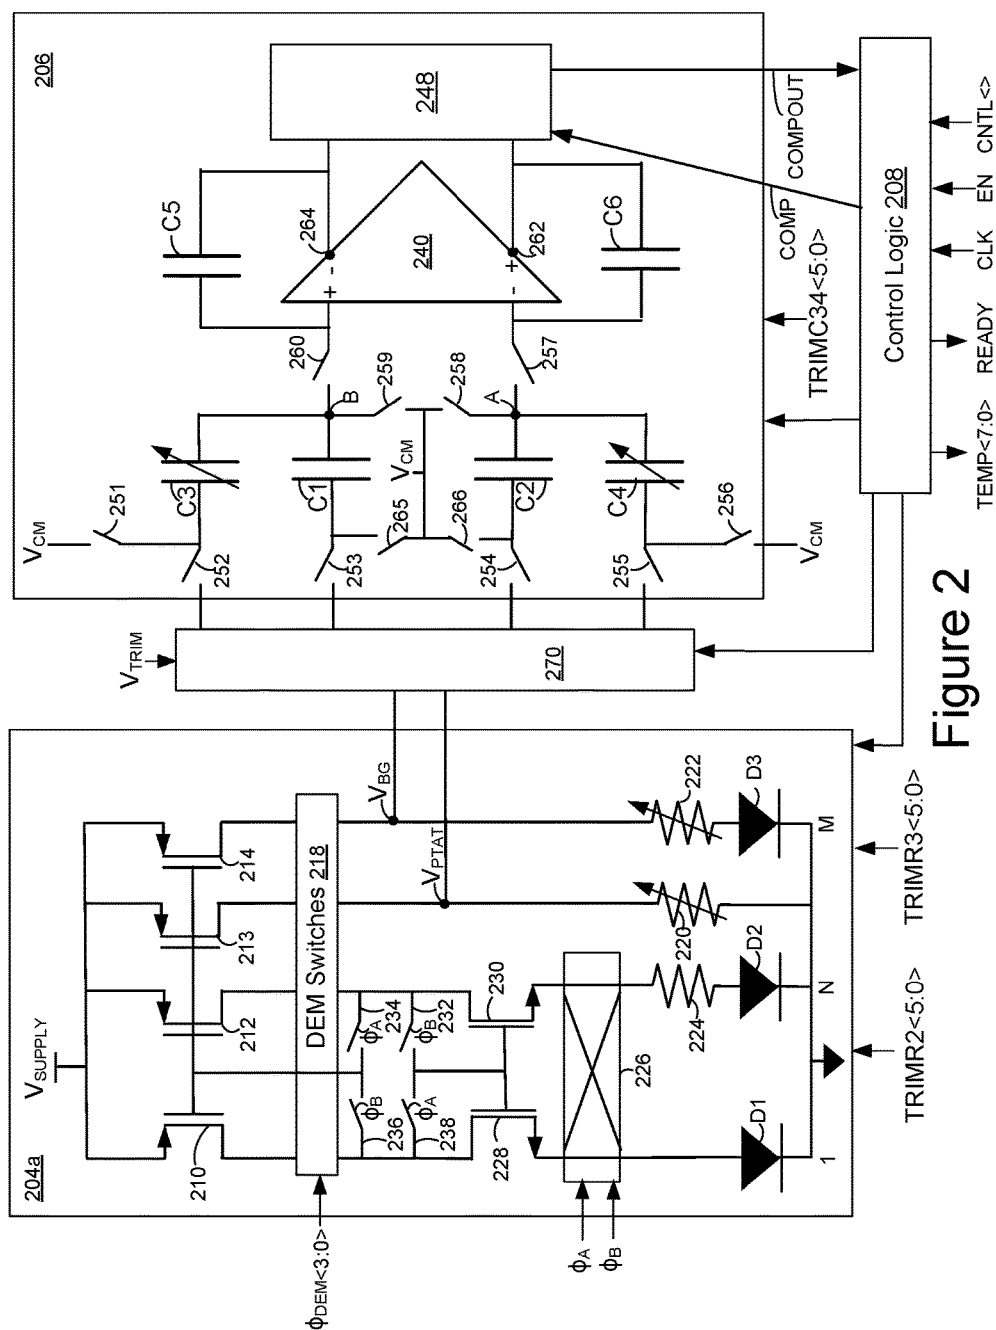 204a
V_SUPPLY
210
212
213
214
DEM Switches 218
ϕ_DEM<3:0>
236
ϕ_B
ϕ_A
234
238
ϕ_A
ϕ_B
232
228
230
V_PTAT
V_BG
ϕ_A
ϕ_B
226
224
220
222
D1
D2
D3
1
N
M
TRIMR2<5:0>
TRIMR3<5:0>
V_TRIM
270
206
V_CM
251
252
253
254
255
256
V_CM
265
266
V_CM
C3
C1
C2
C4
B
A
259
258
260
257
C5
C6
+
-
-
+
240
264
262
248
COMP
COMPOUT
TRIMC34<5:0>
Control Logic 208
TEMP<7:0>
READY
CLK
EN
CNTL<>
Figure 2